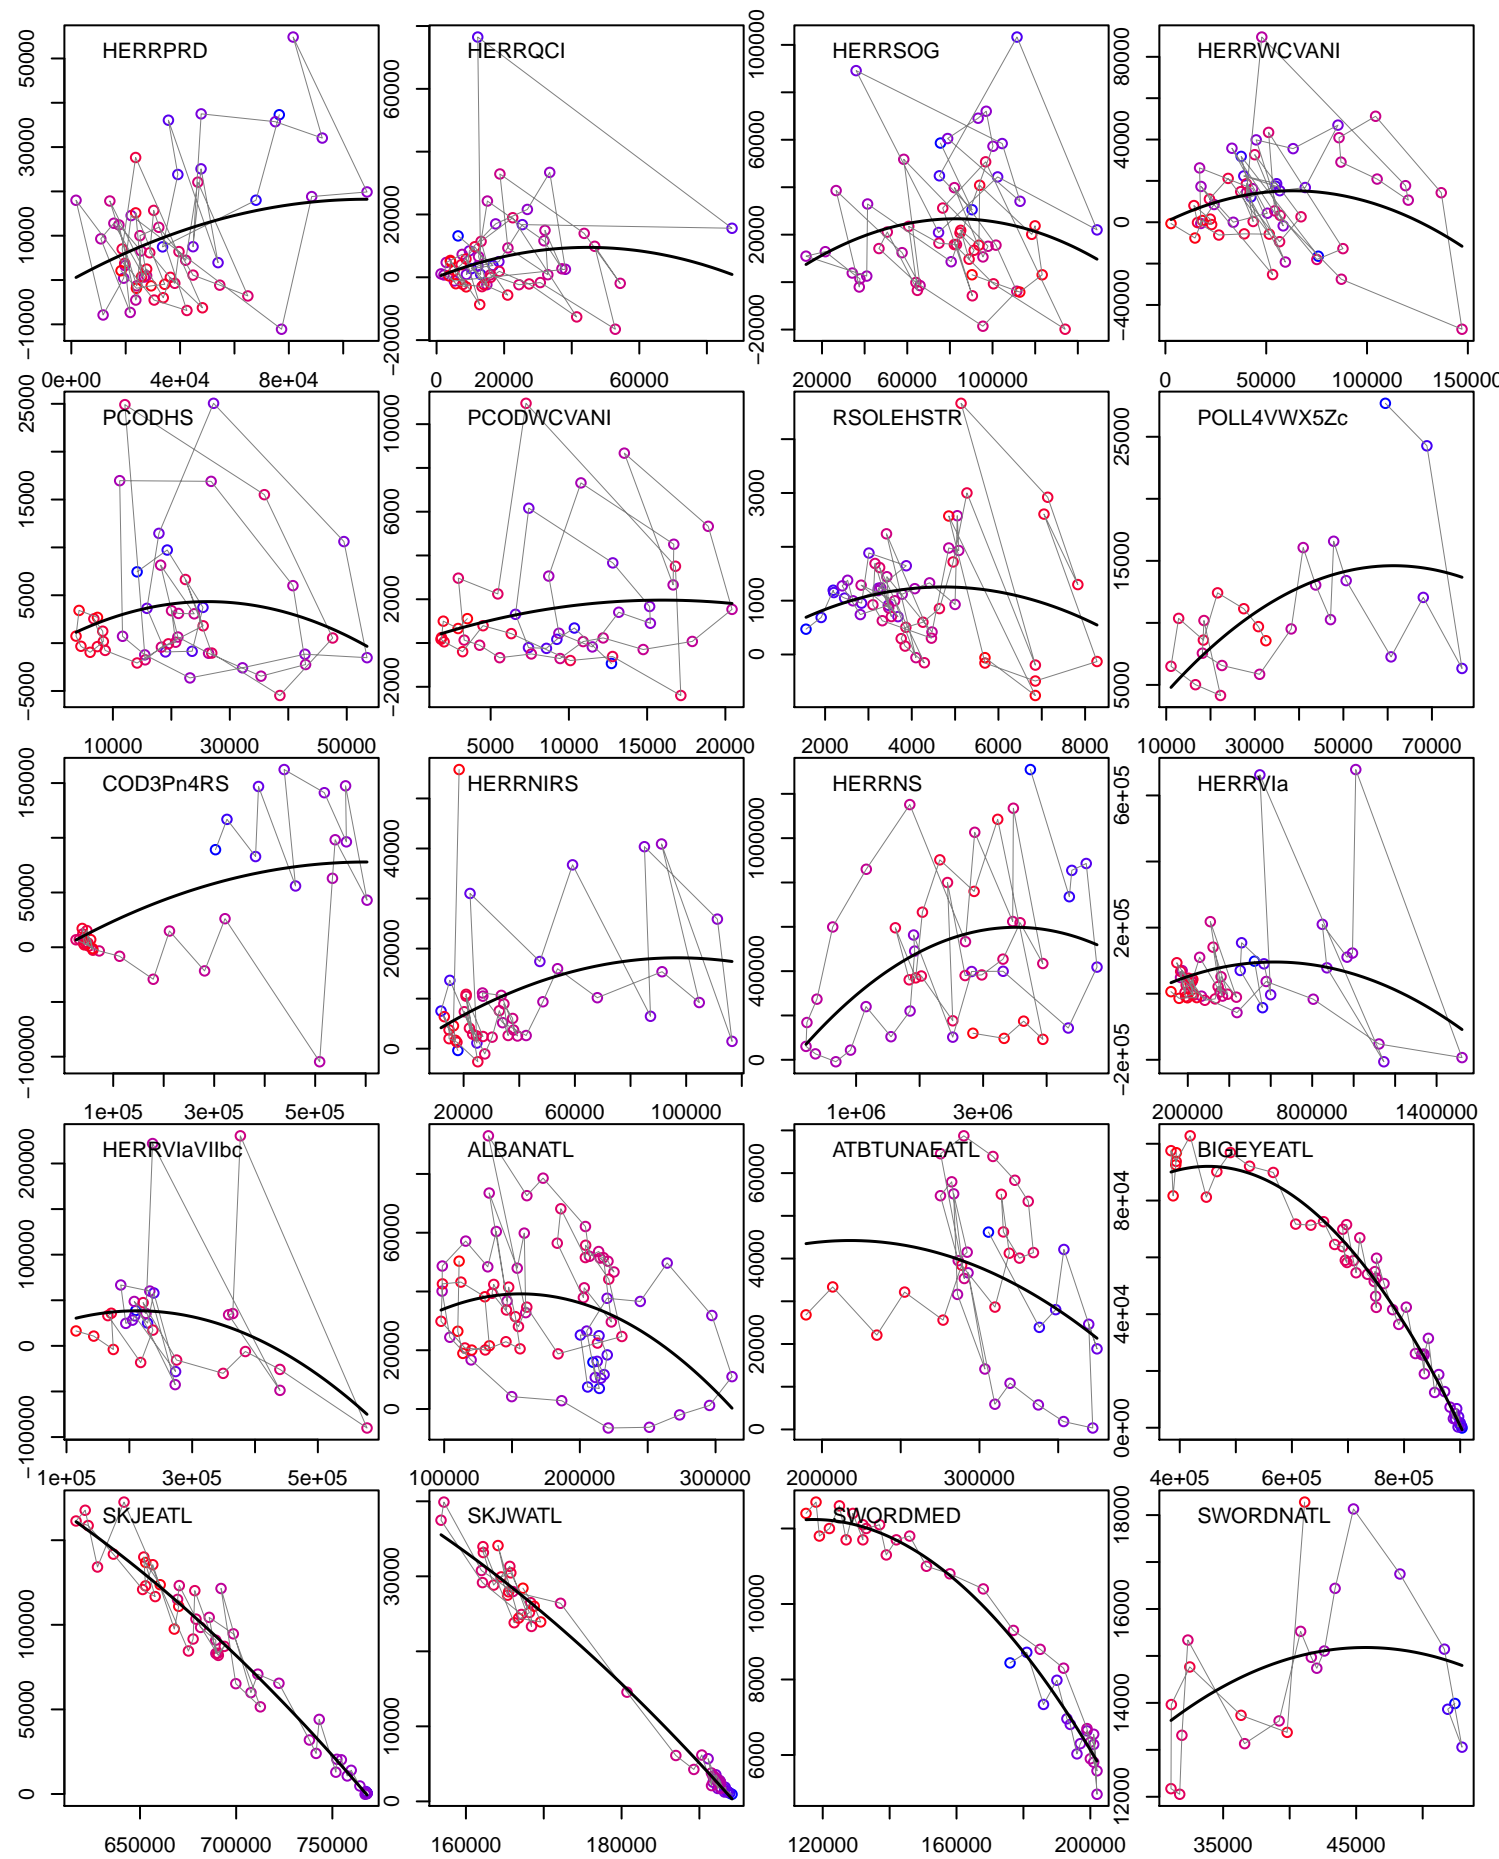 HERRPRD HERRQCI HERRSOG HERRWCVANI
−10000 10000 30000 50000
−20000 0 20000 60000
−20000 20000 60000 100000
−40000 0 40000 80000
0e+00 4e+04 8e+04
0 20000 60000
20000 60000 100000
0 50000 100000 150000
PCODHS PCODWCVANI RSOLEHSTR POLL4VWX5Zc
−5000 5000 15000 25000
−2000 2000 6000 10000
0 1000 3000
5000 15000 25000
10000 30000 50000
5000 10000 15000 20000
2000 4000 6000 8000
10000 30000 50000 70000
COD3Pn4RS HERRNIRS HERRNS HERRVIa
−100000 0 50000 150000
0 20000 40000
0 400000 1000000
−2e+05 2e+05 6e+05
1e+05 3e+05 5e+05
20000 60000 100000
1e+06 3e+06
200000 800000 1400000
HERRVIaVIIbc ALBANATL ATBTUNAEATL BIGEYEATL
−100000 0 100000 200000
0 20000 60000
0 20000 40000 60000
0e+00 4e+04 8e+04
1e+05 3e+05 5e+05
100000 200000 300000
200000 300000
4e+05 6e+05 8e+05
SKJEATL SKJWATL SWORDMED SWORDNATL
0 50000 100000
0 10000 30000
6000 8000 10000
12000 14000 16000 18000
650000 700000 750000
160000 180000
120000 160000 200000
35000 45000